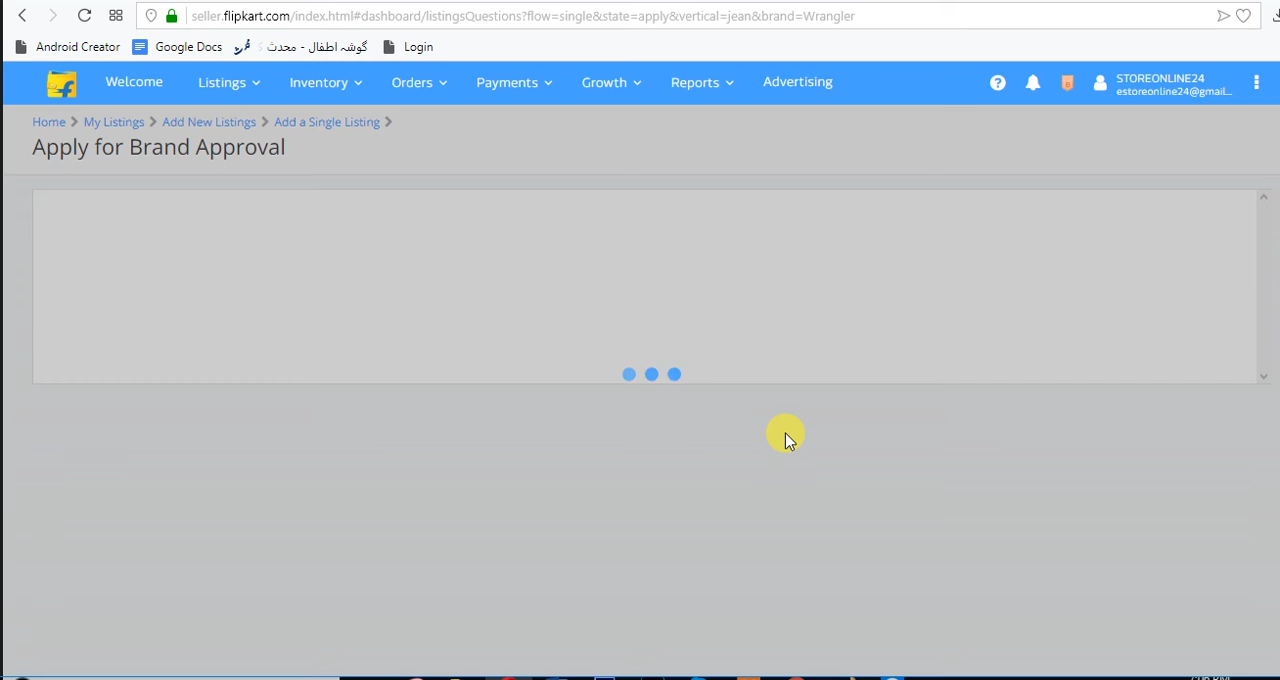 seller.flipkart.com/index.html#dashboard/listingsQuestions?flow=single&state=apply&vertical=jean&brand=Wrangler
Android Creator Google Docs گوشہ اطفال - محدث Login
Welcome Listings Inventory Orders Payments Growth Reports Advertising ? STOREONLINE24
estoreonline24@gmail...
Home > My Listings > Add New Listings > Add a Single Listing >
Apply for Brand Approval